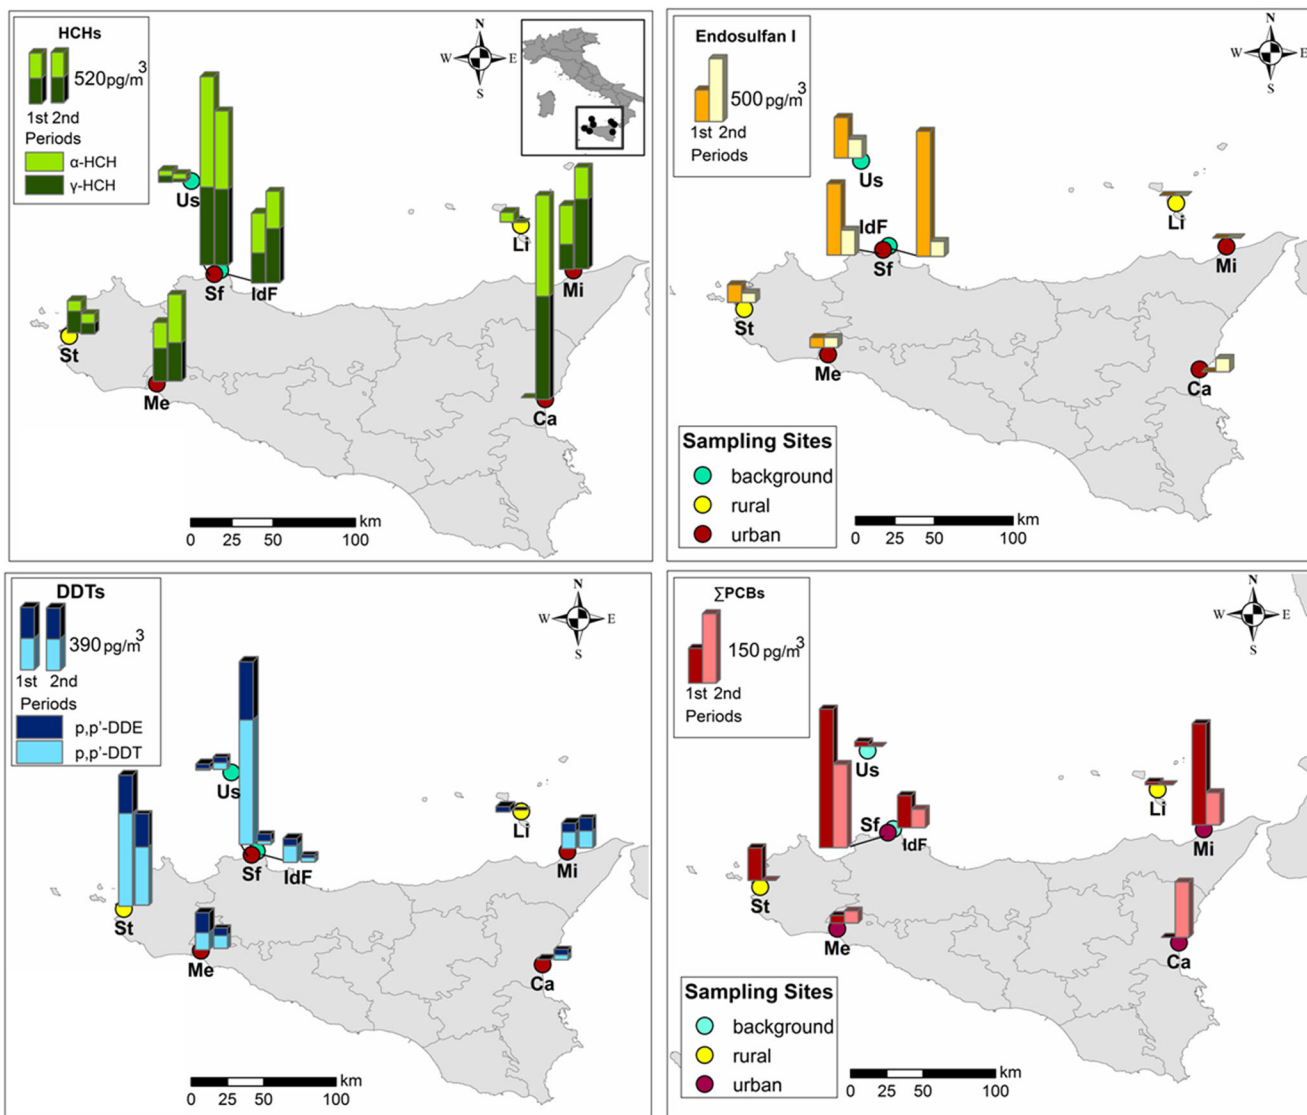 HCHs
520 pg/m3
1st 2nd
Periods
α-HCH
γ-HCH
N
W E
S
Us
Sf
IdF
Li
Mi
St
Me
Ca
km
0 25 50 100
Endosulfan I
500 pg/m3
1st 2nd
Periods
N
W E
S
Us
IdF
Sf
Li
Mi
St
Me
Ca
Sampling Sites
background
rural
urban
km
0 25 50 100
DDTs
390 pg/m3
1st 2nd
Periods
p,p'-DDE
p,p'-DDT
N
W E
S
Us
Sf
IdF
Li
Mi
St
Me
Ca
km
0 25 50 100
∑PCBs
150 pg/m3
1st 2nd
Periods
N
W E
S
Us
Sf
IdF
Li
Mi
St
Me
Ca
Sampling Sites
background
rural
urban
km
0 25 50 100